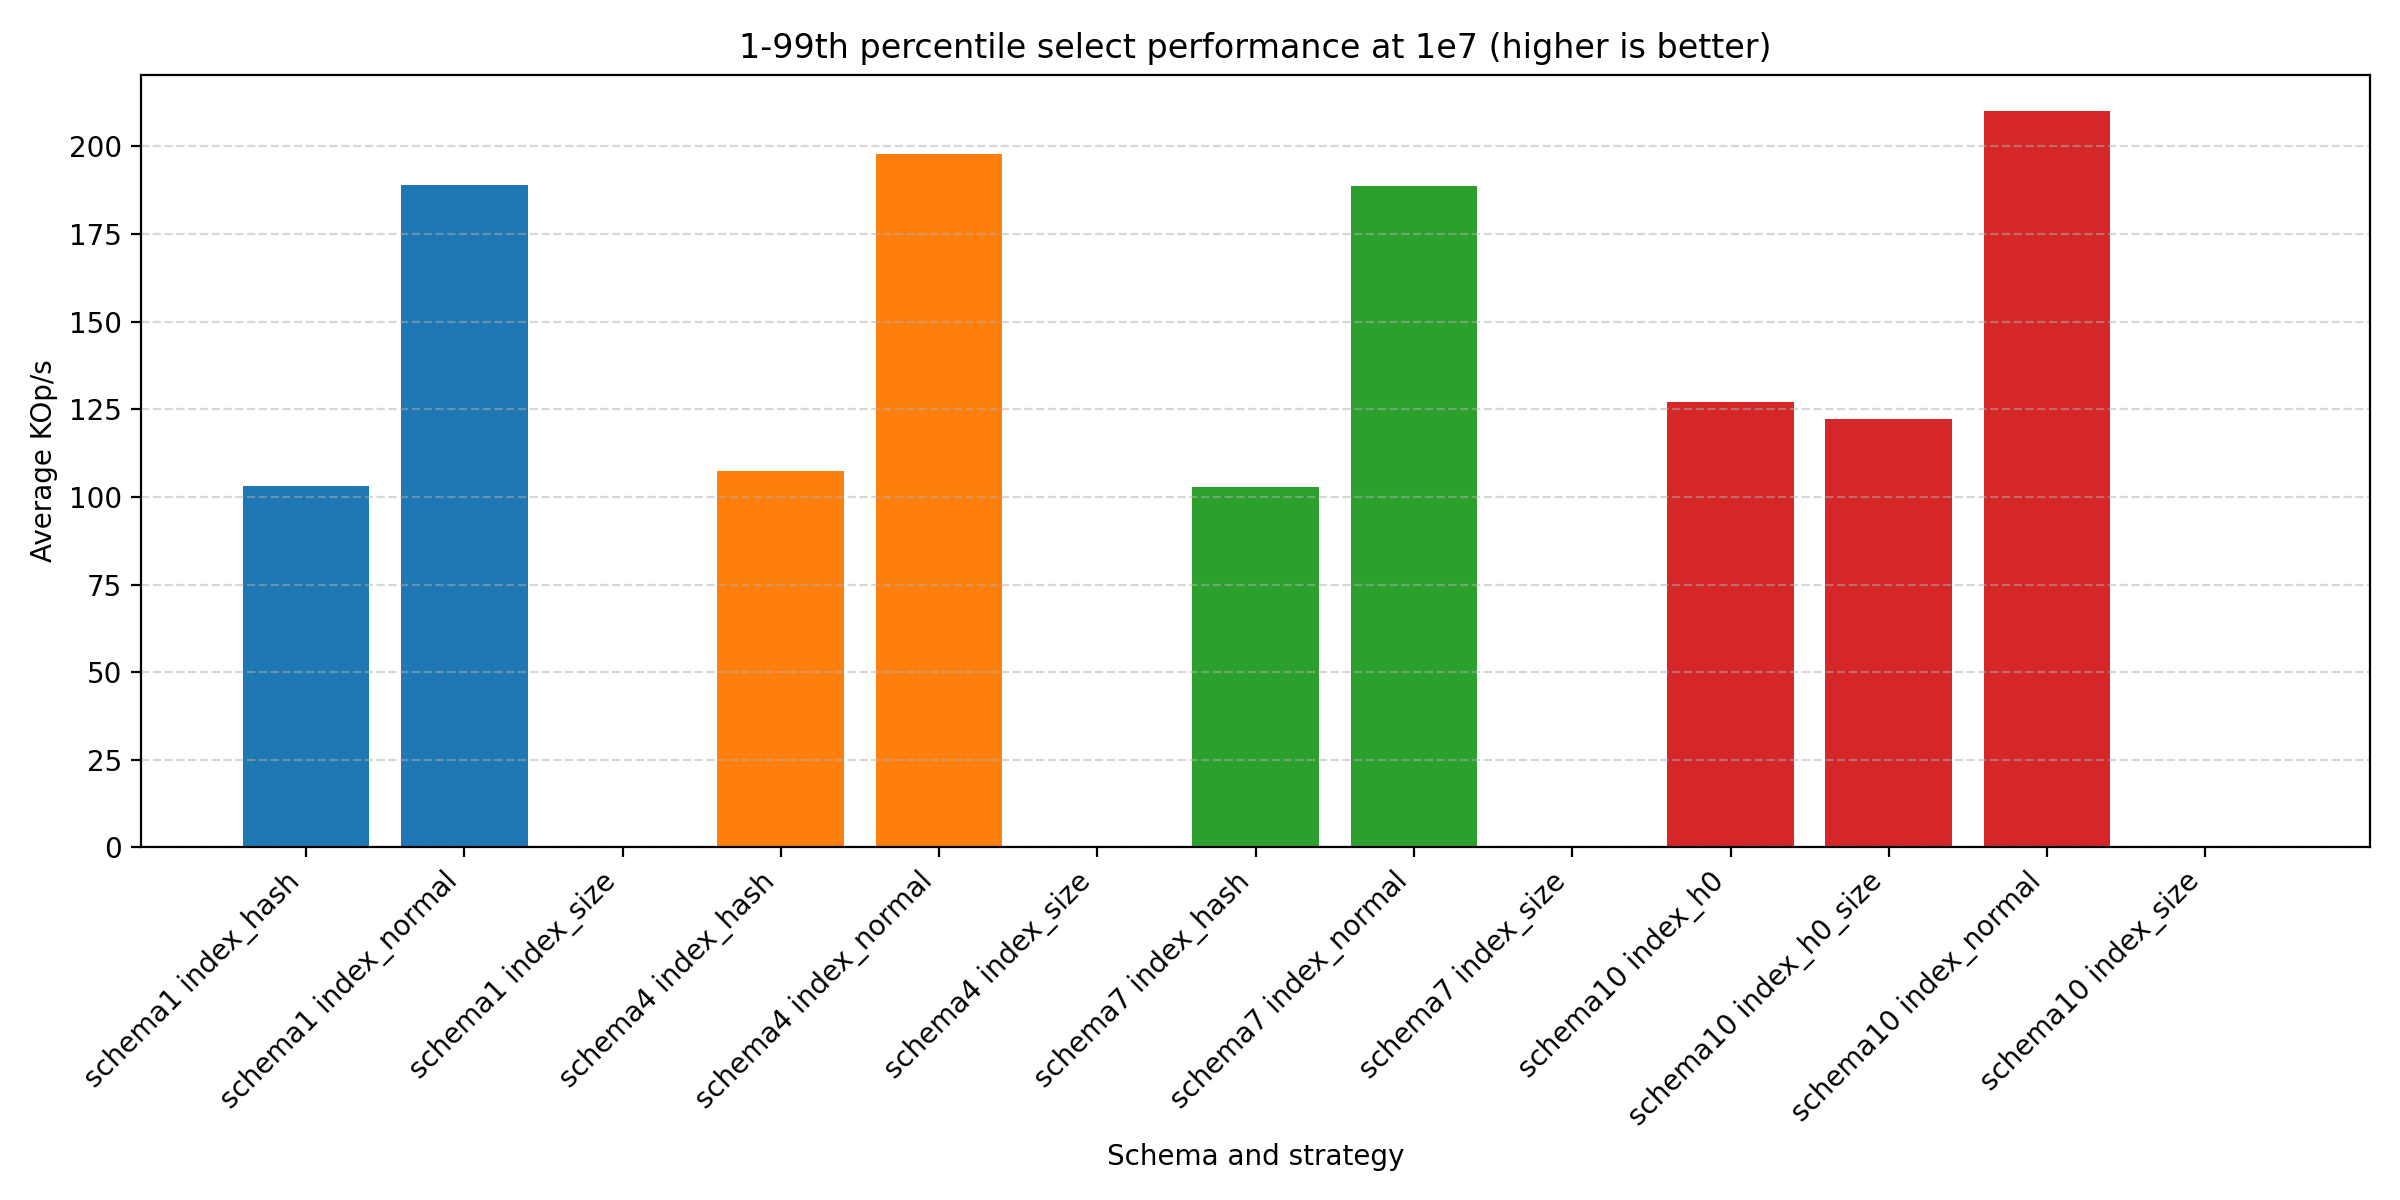 1-99th percentile select performance at 1e7 (higher is better)
Average KOp/s
200
175
150
125
100
75
50
25
0
schema1 index_hash
schema1 index_normal
schema1 index_size
schema4 index_hash
schema4 index_normal
schema4 index_size
schema7 index_hash
schema7 index_normal
schema7 index_size
schema10 index_h0
schema10 index_h0_size
schema10 index_normal
schema10 index_size
Schema and strategy